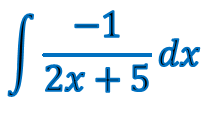 ∫ −1/(2x + 5) dx